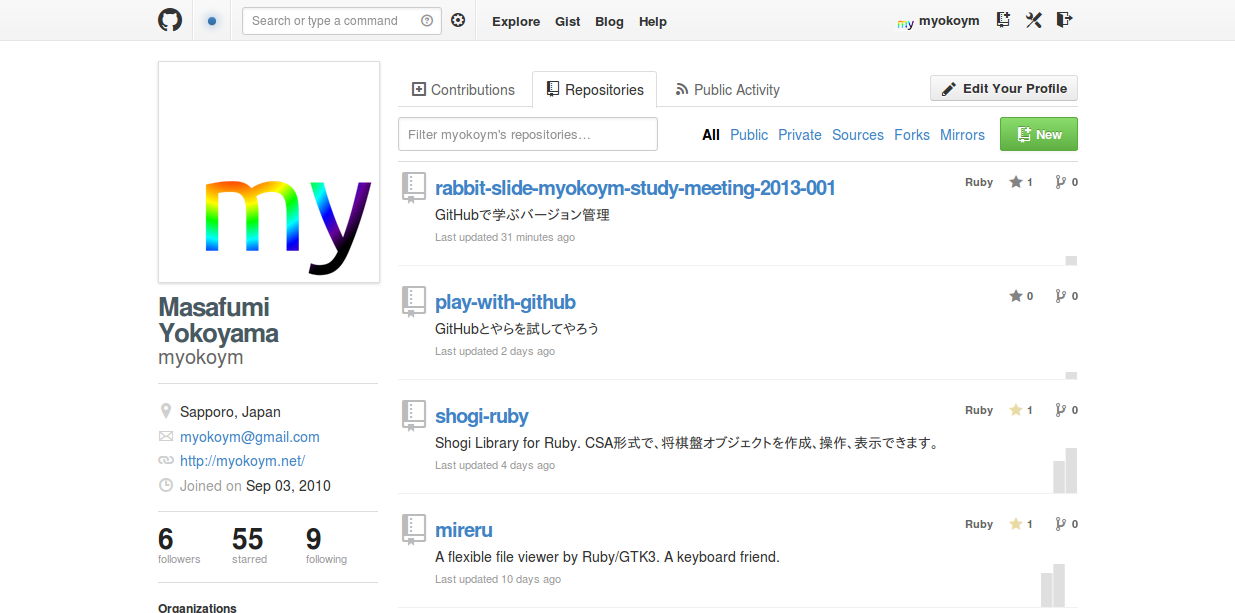 Search or type a command
Explore Gist Blog Help
my myokoym
my
Masafumi
Yokoyama
myokoym
Sapporo, Japan
myokoym@gmail.com
http://myokoym.net/
Joined on Sep 03, 2010
6 55 9
followers starred following
Organizations
Contributions Repositories Public Activity
Edit Your Profile
Filter myokoym's repositories…
All Public Private Sources Forks Mirrors New
rabbit-slide-myokoym-study-meeting-2013-001 Ruby 1 0
GitHubで学ぶバージョン管理
Last updated 31 minutes ago
play-with-github 0 0
GitHubとやらを試してやろう
Last updated 2 days ago
shogi-ruby Ruby 1 0
Shogi Library for Ruby. CSA形式で、将棋盤オブジェクトを作成、操作、表示できます。
Last updated 4 days ago
mireru Ruby 1 0
A flexible file viewer by Ruby/GTK3. A keyboard friend.
Last updated 10 days ago